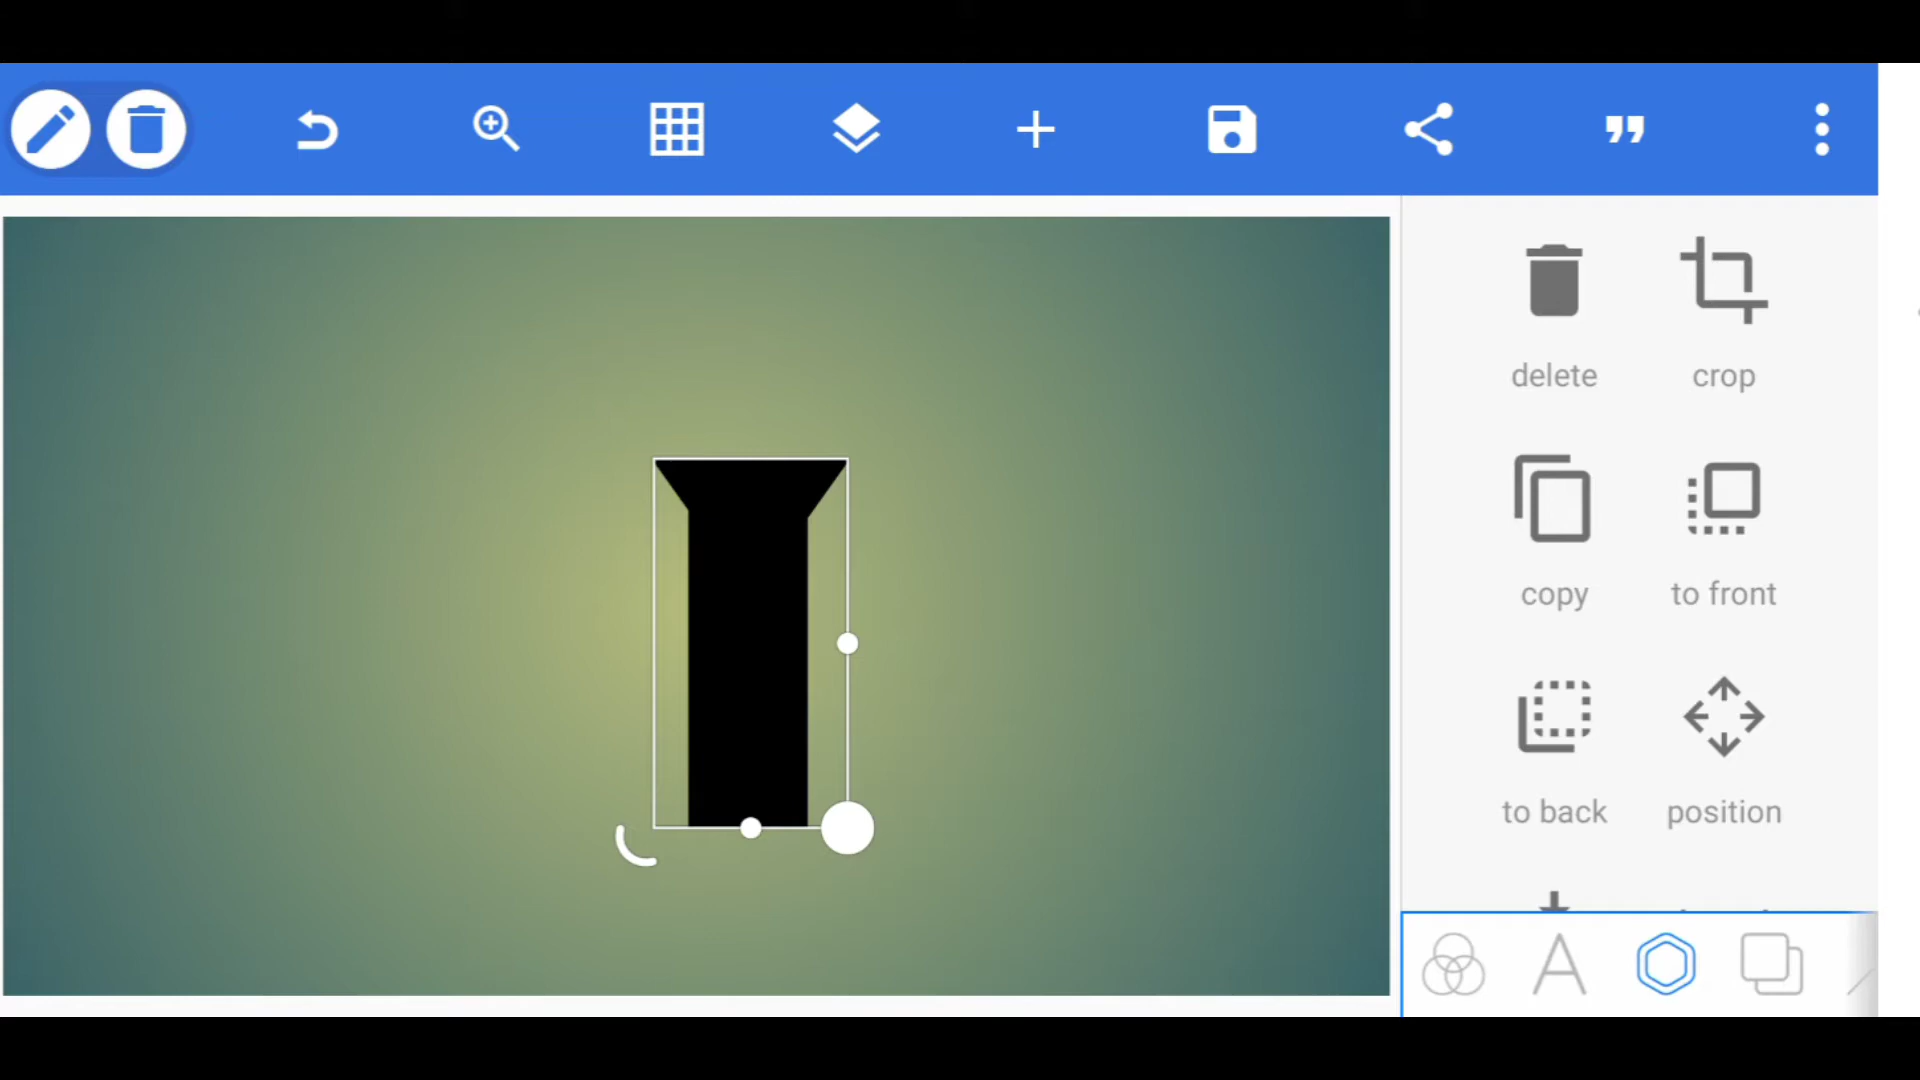 delete
crop
copy
to front
to back
position